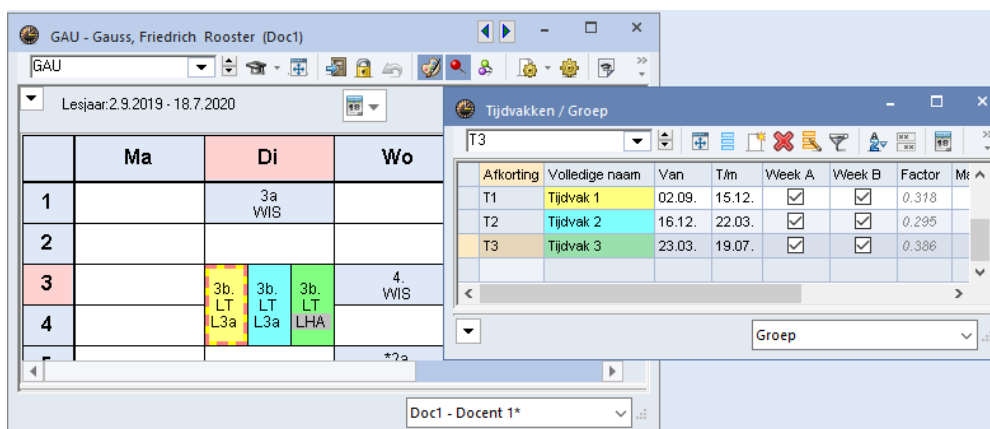 GAU - Gauss, Friedrich Rooster (Doc1)
GAU
Lesjaar:2.9.2019 - 18.7.2020
Ma Di Wo
1 3a
WIS
2
3 3b. 3b. 3b. 4.
LT LT LT WIS
L3a L3a LHA
4
5 *2a
Doc1 - Docent 1*
Tijdvakken / Groep
T3
Afkorting Volledige naam Van T/m Week A Week B Factor
T1 Tijdvak 1 02.09. 15.12. 0.318
T2 Tijdvak 2 16.12. 22.03. 0.295
T3 Tijdvak 3 23.03. 19.07. 0.386
Groep